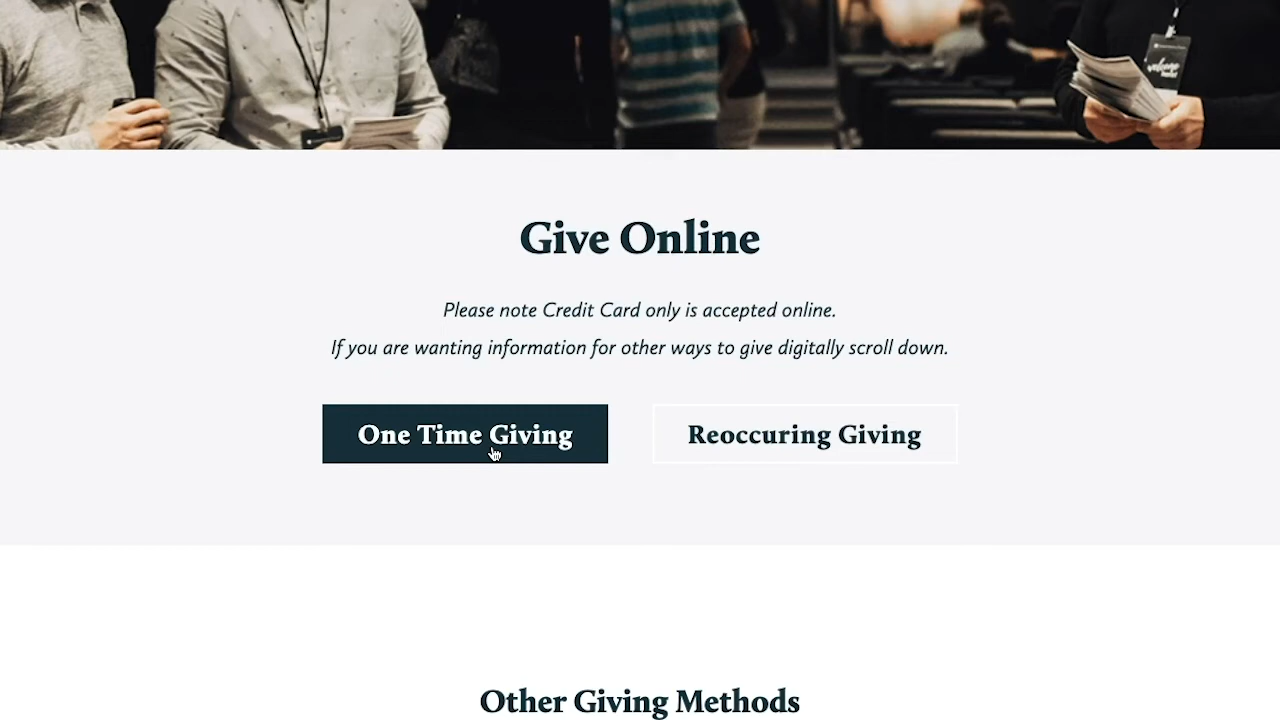 welcome
Give Online
Please note Credit Card only is accepted online.
If you are wanting information for other ways to give digitally scroll down.
One Time Giving
Reoccuring Giving
Other Giving Methods